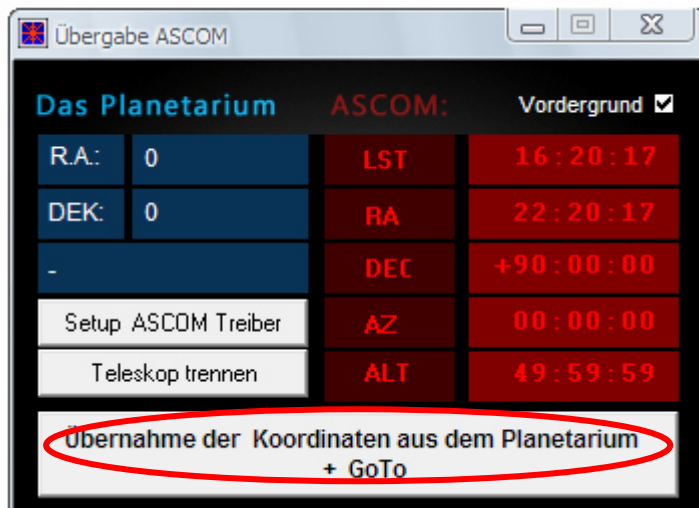 Übergabe ASCOM
Das Planetarium ASCOM: Vordergrund
R.A.: 0 LST 16:20:17
DEK: 0 RA 22:20:17
- DEC +90:00:00
Setup ASCOM Treiber AZ 00:00:00
Teleskop trennen ALT 49:59:59
Übernahme der Koordinaten aus dem Planetarium
+ GoTo